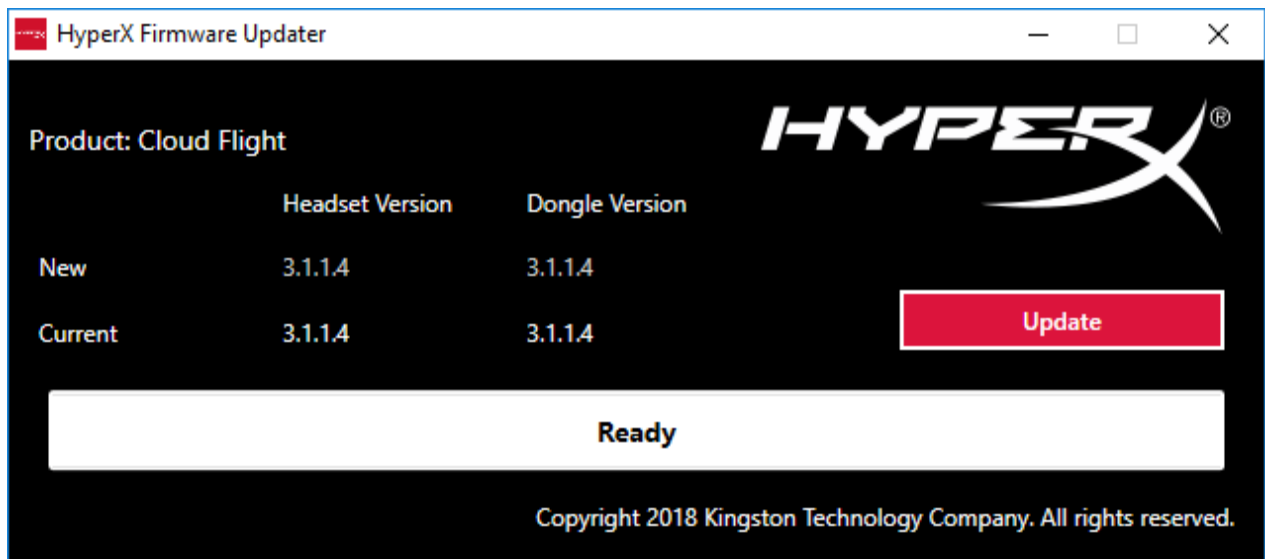 HyperX Firmware Updater
HYPERX®
Product: Cloud Flight
Headset Version Dongle Version
New 3.1.1.4 3.1.1.4
Current 3.1.1.4 3.1.1.4
Update
Ready
Copyright 2018 Kingston Technology Company. All rights reserved.